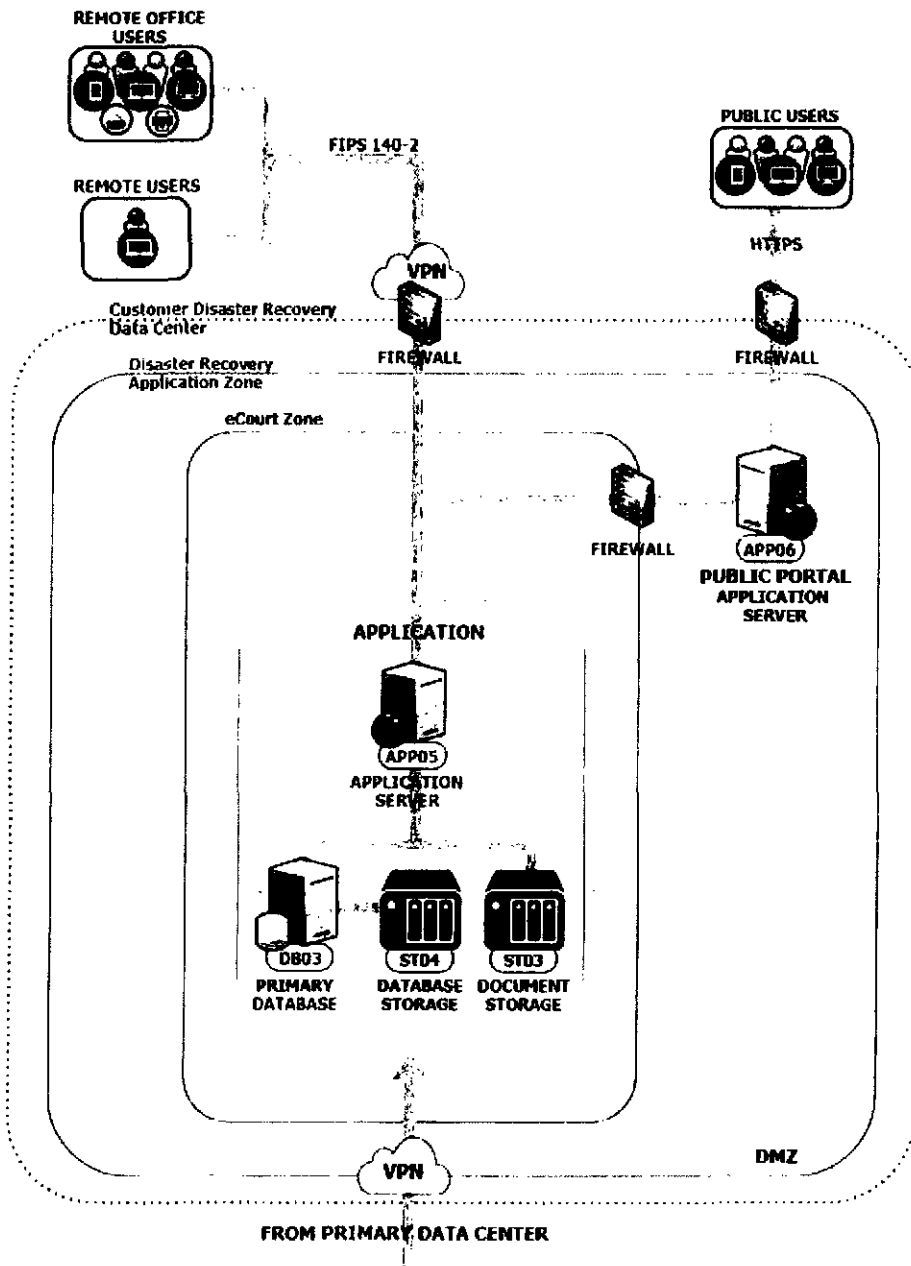 REMOTE OFFICE
USERS
FIPS 140-2
PUBLIC USERS
REMOTE USERS
HTTPS
VPN
Customer Disaster Recovery
Data Center
FIREWALL
FIREWALL
Disaster Recovery
Application Zone
eCourt Zone
FIREWALL
APP06
PUBLIC PORTAL
APPLICATION
SERVER
APPLICATION
APP05
APPLICATION
SERVER
DB03
ST04
ST03
PRIMARY
DATABASE
DATABASE
STORAGE
DOCUMENT
STORAGE
DMZ
VPN
FROM PRIMARY DATA CENTER